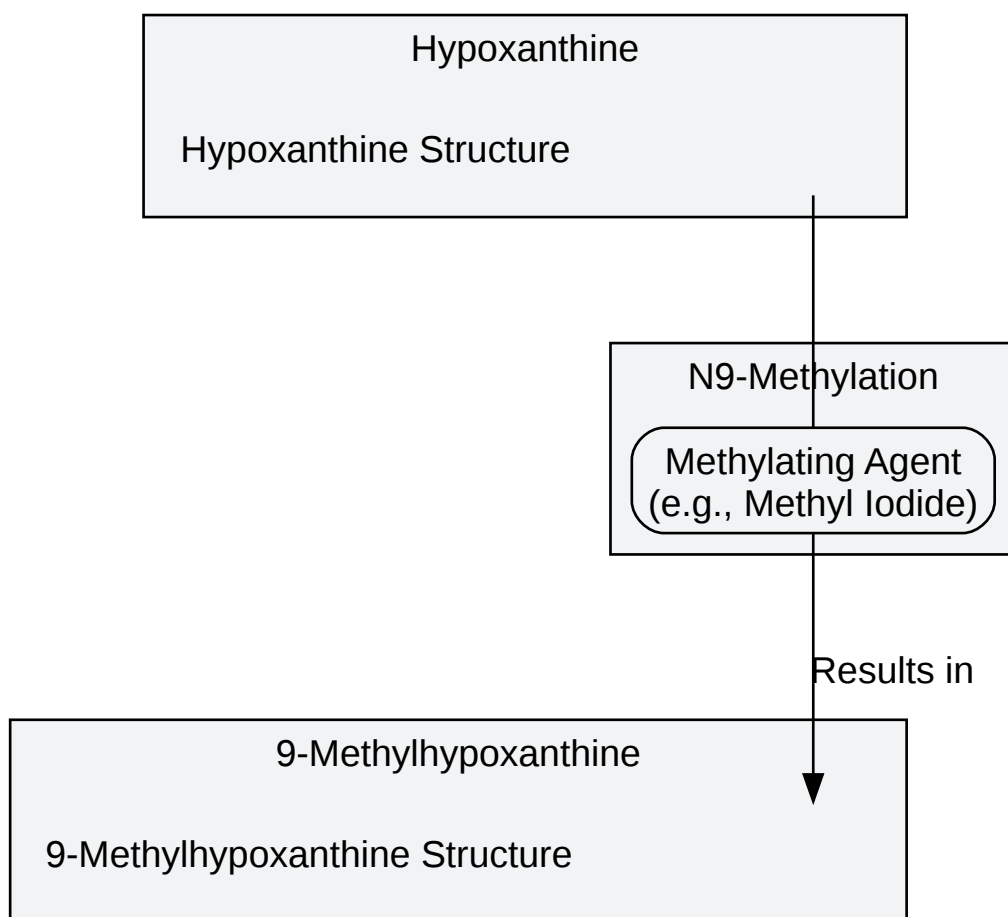 Hypoxanthine
Hypoxanthine Structure
N9-Methylation
Methylating Agent
(e.g., Methyl Iodide)
Results in
9-Methylhypoxanthine
9-Methylhypoxanthine Structure